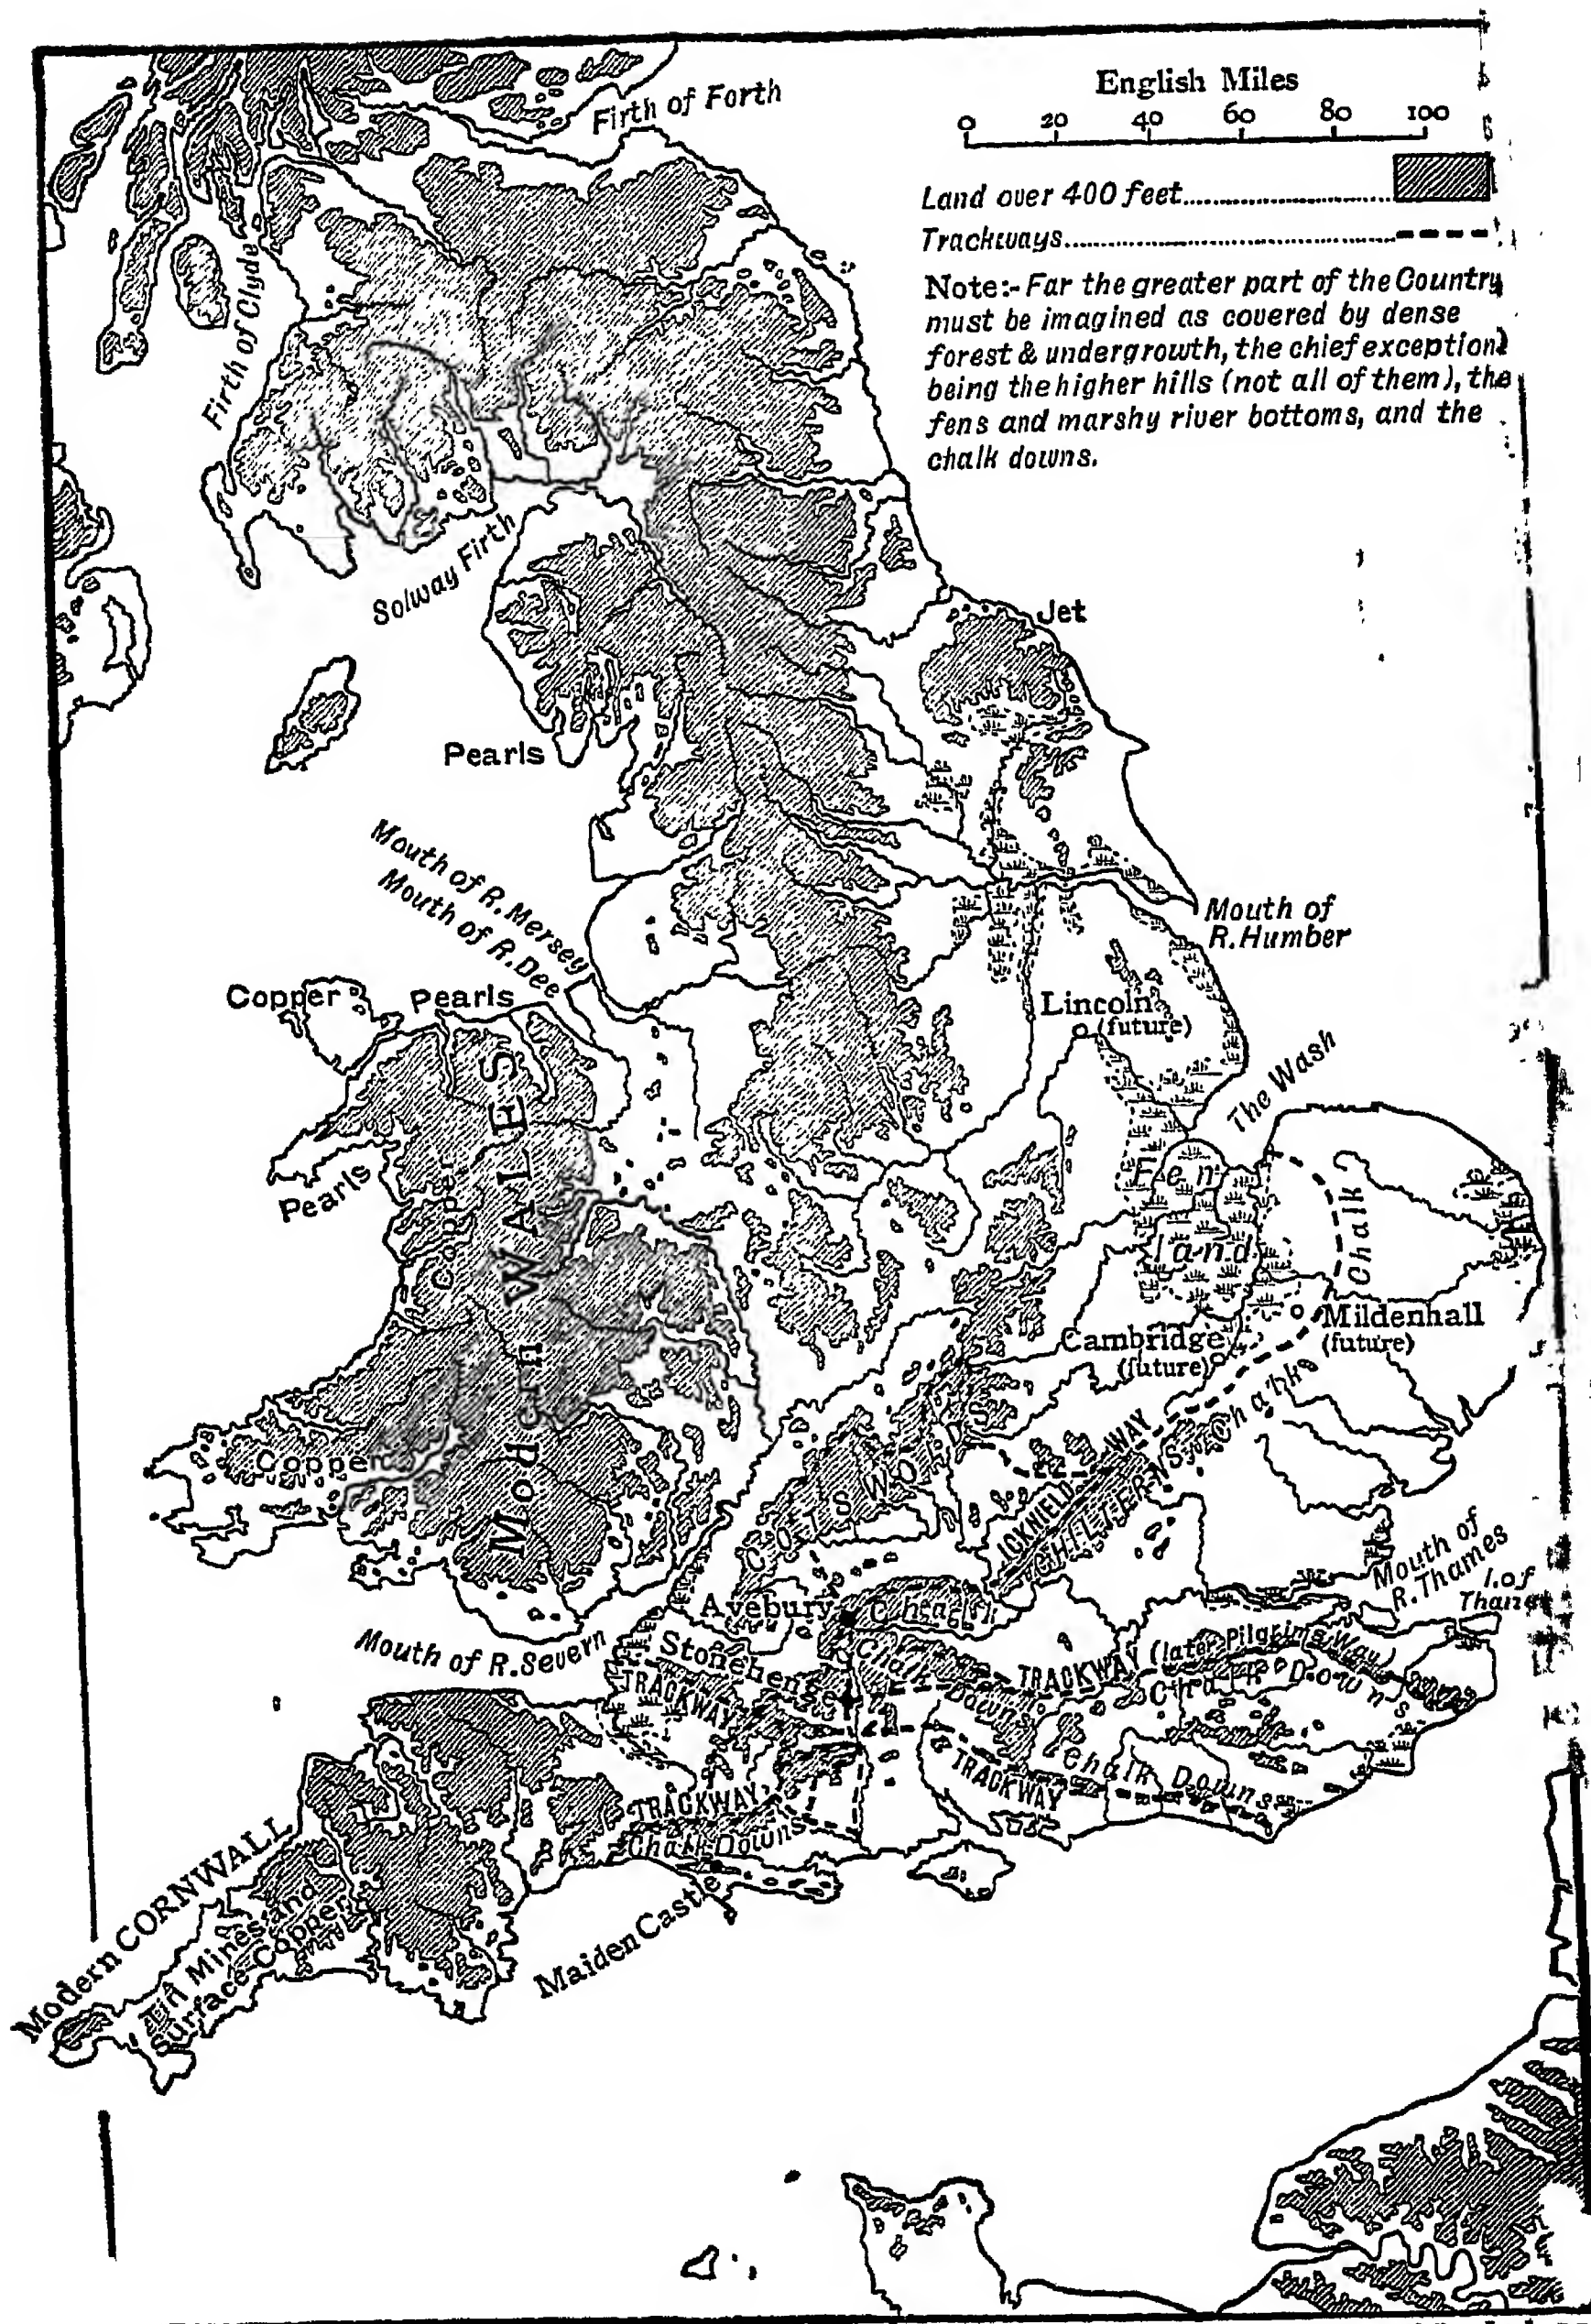 English Miles
0 20 40 60 80 100
Land over 400 feet
Trackways
Note:- Far the greater part of the Country
must be imagined as covered by dense
forest & undergrowth, the chief exception
being the higher hills (not all of them), the
fens and marshy river bottoms, and the
chalk downs.
Firth of Forth
Firth of Clyde
Solway Firth
Jet
Pearls
Mouth of R. Mersey
Mouth of R. Dee
Mouth of
R. Humber
Copper
Pearls
Lincoln
(future)
The Wash
Pearls
Copper
Modern WALES
Fen
land
Chalk
Mildenhall
(future)
Cambridge
(future)
Chalk
Copper
COTSWOLDS
ICKNIELD WAY
CHILTERNS
Mouth of
R. Thames
I. of
Thanet
Avebury
Chalk
Mouth of R. Severn
Stonehenge
Chalk
Downs
TRACKWAY (later Pilgrims Way)
Chalk Downs
TRACKWAY
TRACKWAY
Chalk Downs
TRACKWAY
Chalk Downs
Maiden Castle
Modern CORNWALL
Tin Mines and
Surface Copper